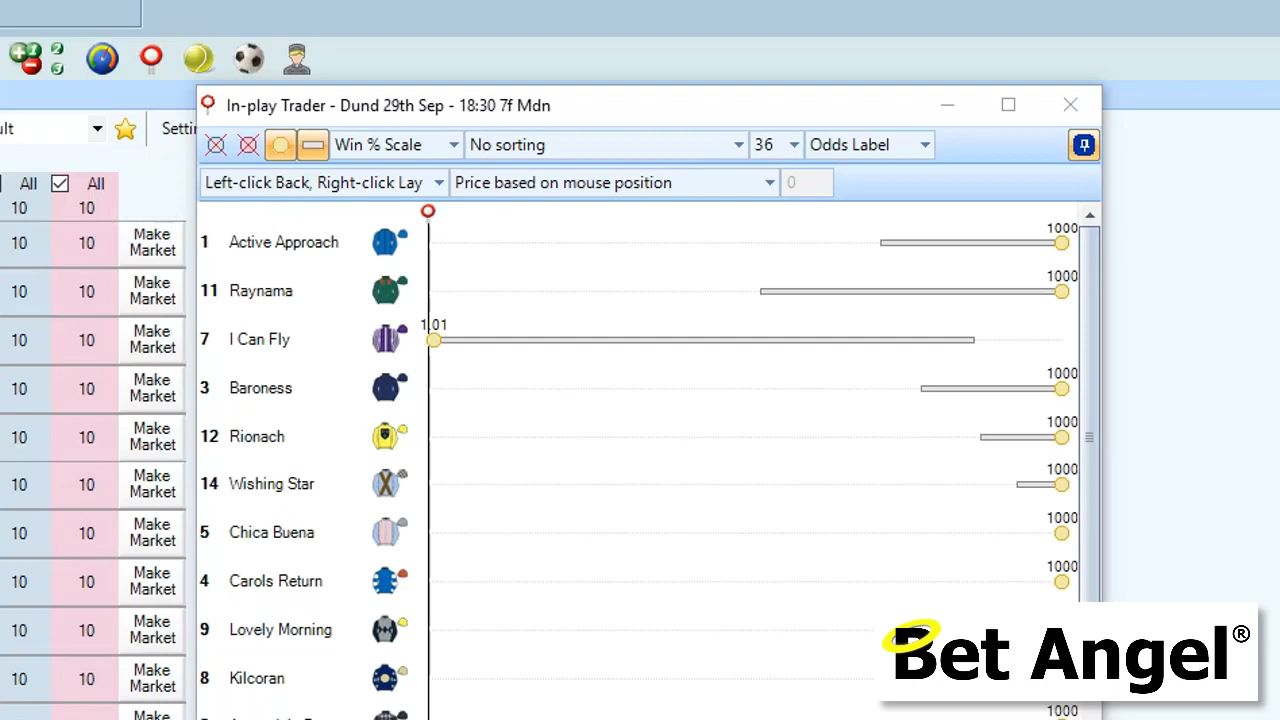 In-play Trader - Dund 29th Sep - 18:30 7f Mdn
ult
Settin
Win % Scale
No sorting
36
Odds Label
Left-click Back, Right-click Lay
Price based on mouse position
0
All All
10 10
10 10 Make Market
1 Active Approach 1000
10 10 Make Market
11 Raynama 1000
10 10 Make Market
7 I Can Fly 1.01
10 10 Make Market
3 Baroness 1000
10 10 Make Market
12 Rionach 1000
10 10 Make Market
14 Wishing Star 1000
10 10 Make Market
5 Chica Buena 1000
10 10 Make Market
4 Carols Return 1000
10 10 Make Market
9 Lovely Morning
10 10 Make Market
8 Kilcoran
Make
1000
Bet Angel®